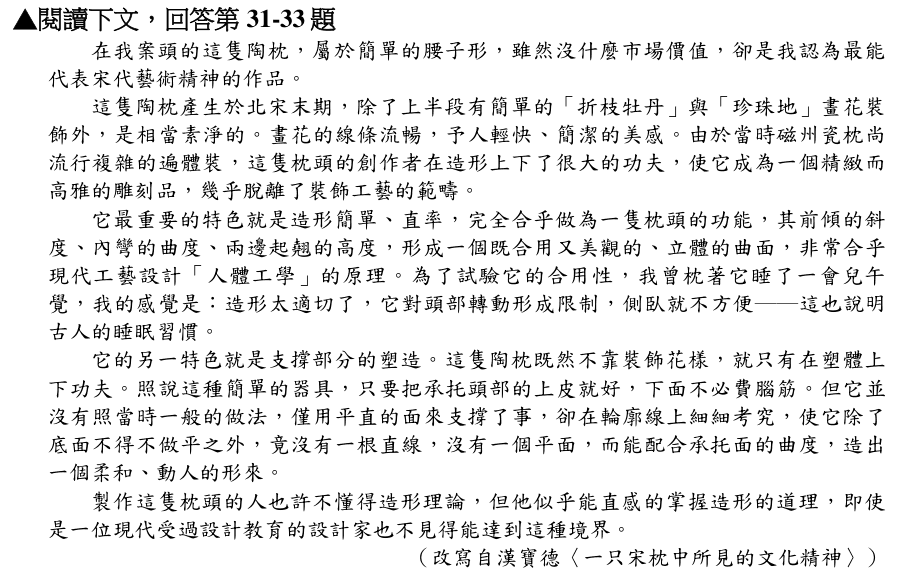 ▲閱讀下文，回答第 31-33 題
在我案頭的這隻陶枕，屬於簡單的腰子形，雖然沒什麼市場價值，卻是我認為最能
代表宋代藝術精神的作品。
這隻陶枕產生於北宋末期，除了上半段有簡單的「折枝牡丹」與「珍珠地」畫花裝
飾外，是相當素淨的。畫花的線條流暢，予人輕快、簡潔的美感。由於當時磁州瓷枕尚
流行複雜的遍體裝，這隻枕頭的創作者在造形上下了很大的功夫，使它成為一個精緻而
高雅的雕刻品，幾乎脫離了裝飾工藝的範疇。
它最重要的特色就是造形簡單、直率，完全合乎做為一隻枕頭的功能，其前傾的斜
度、內彎的曲度、兩邊起翹的高度，形成一個既合用又美觀的、立體的曲面，非常合乎
現代工藝設計「人體工學」的原理。為了試驗它的合用性，我曾枕著它睡了一會兒午
覺，我的感覺是：造形太適切了，它對頭部轉動形成限制，側臥就不方便──這也說明
古人的睡眠習慣。
它的另一特色就是支撐部分的塑造。這隻陶枕既然不靠裝飾花樣，就只有在塑體上
下功夫。照說這種簡單的器具，只要把承托頭部的上皮就好，下面不必費腦筋。但它並
沒有照當時一般的做法，僅用平直的面來支撐了事，卻在輪廓線上細細考究，使它除了
底面不得不做平之外，竟沒有一根直線，沒有一個平面，而能配合承托面的曲度，造出
一個柔和、動人的形來。
製作這隻枕頭的人也許不懂得造形理論，但他似乎能直感的掌握造形的道理，即使
是一位現代受過設計教育的設計家也不見得能達到這種境界。
（改寫自漢寶德〈一只宋枕中所見的文化精神〉）